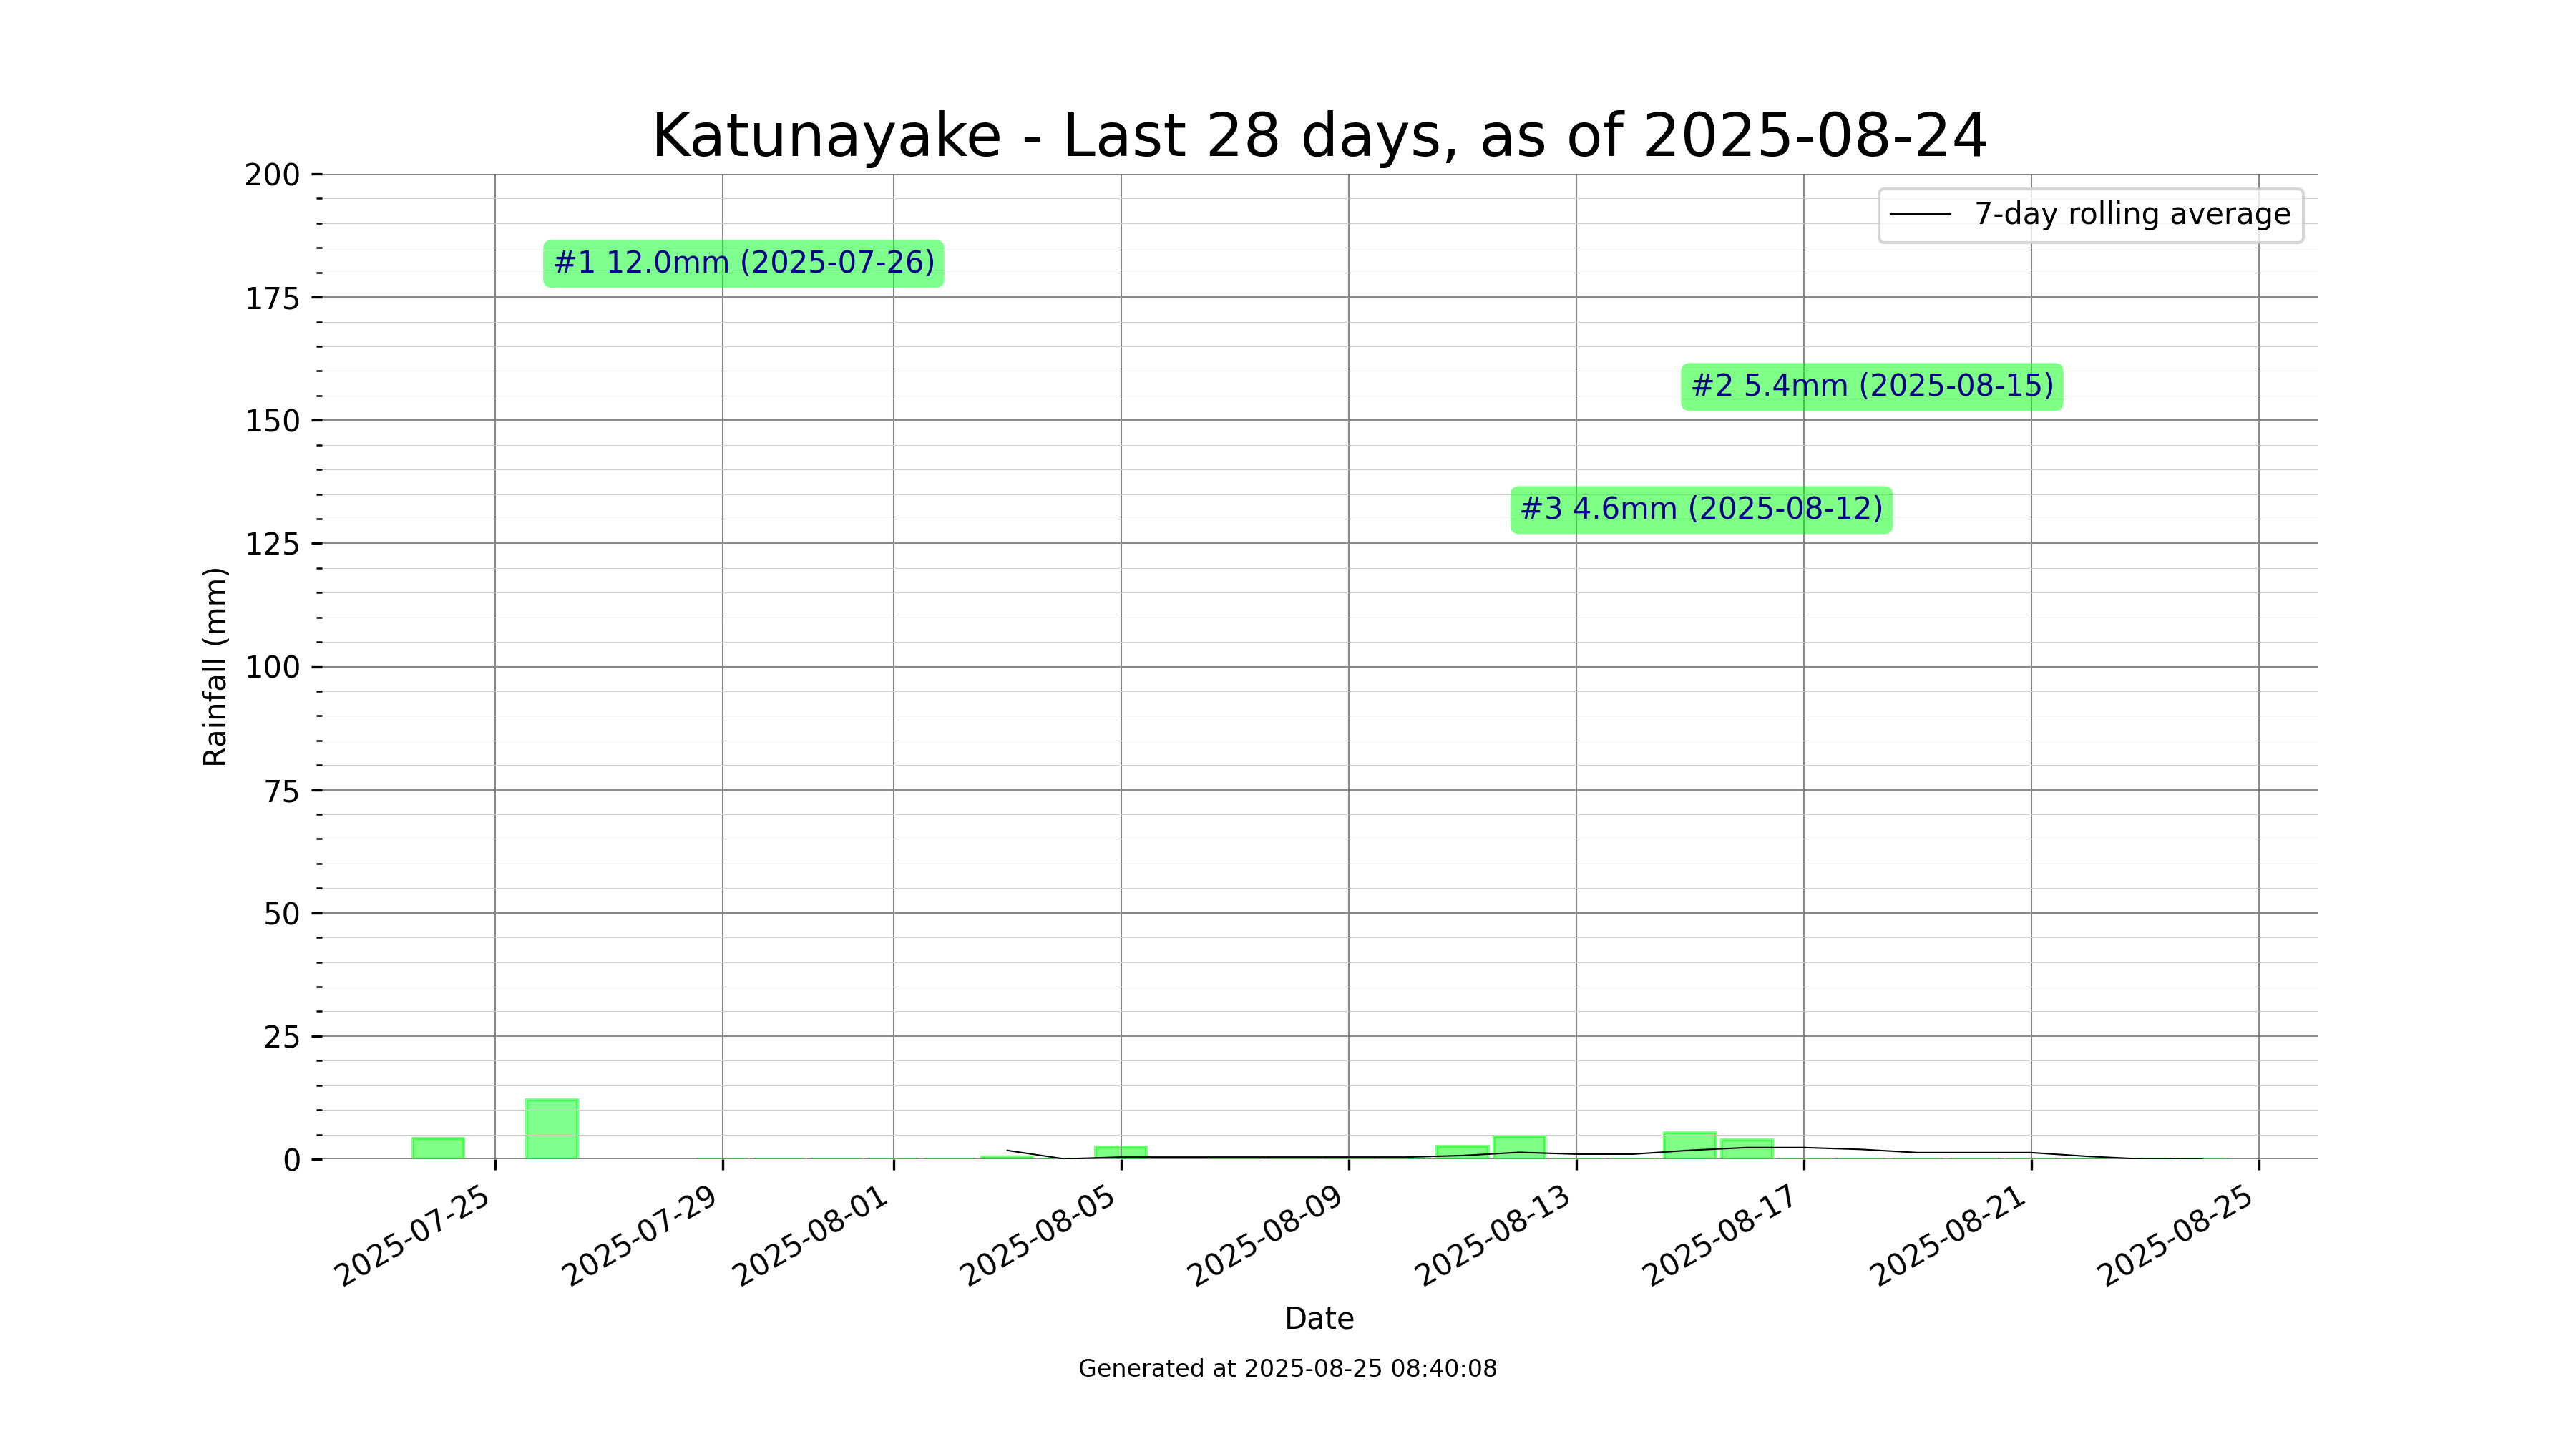 Katunayake - Last 28 days, as of 2025-08-24
200
175
150
125
100
75
50
25
0
Rainfall (mm)
7-day rolling average
#1 12.0mm (2025-07-26)
#2 5.4mm (2025-08-15)
#3 4.6mm (2025-08-12)
2025-07-25
2025-07-29
2025-08-01
2025-08-05
2025-08-09
2025-08-13
2025-08-17
2025-08-21
2025-08-25
Date
Generated at 2025-08-25 08:40:08